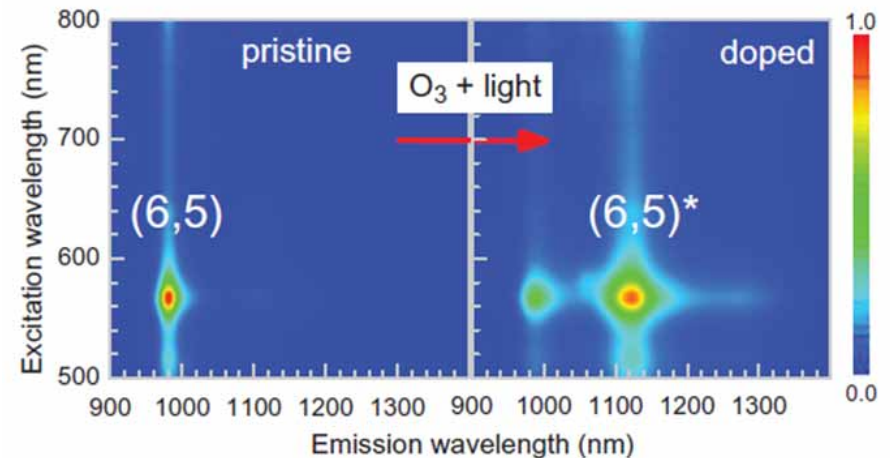 800
700
600
500
Excitation wavelength (nm)
pristine
(6,5)
O₃ + light
doped
(6,5)*
900 1000 1100 1200 1300 900 1000 1100 1200 1300
Emission wavelength (nm)
1.0
0.0